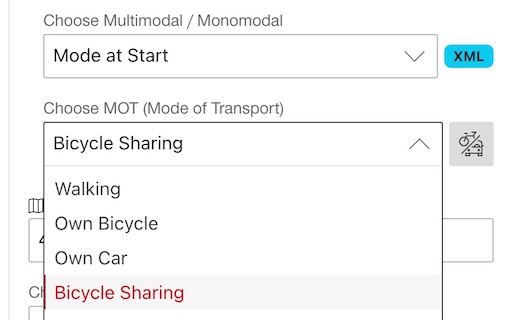 Choose Multimodal / Monomodal
Mode at Start
XML
Choose MOT (Mode of Transport)
Bicycle Sharing
Walking
Own Bicycle
Own Car
Bicycle Sharing